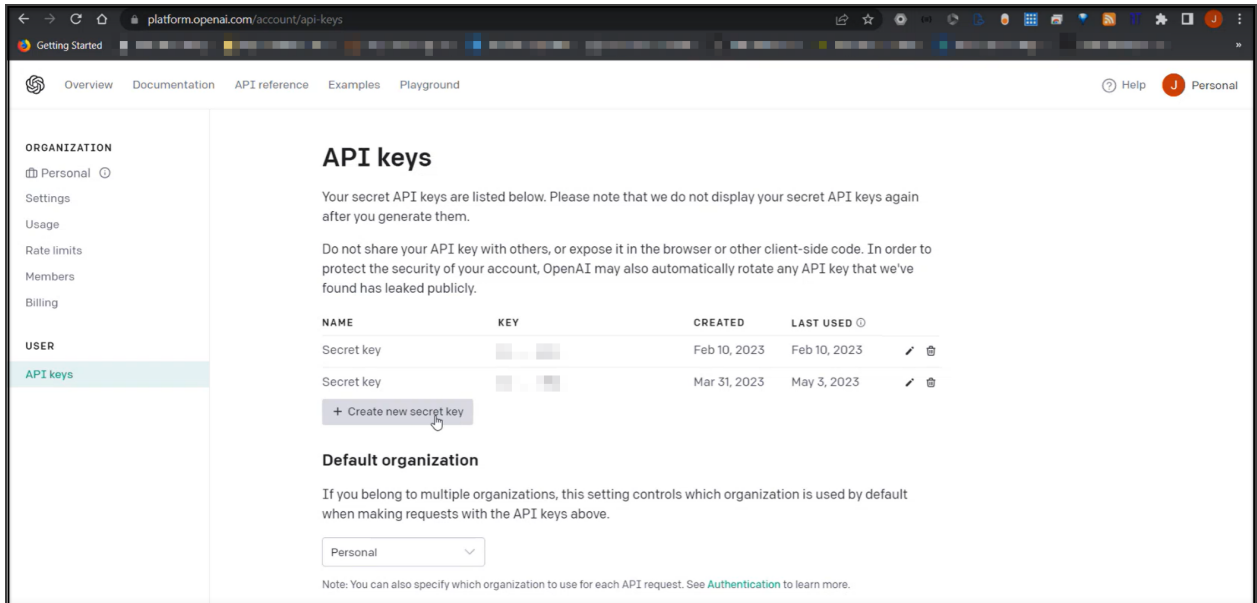 platform.openai.com/account/api-keys
J
Getting Started
Overview Documentation API reference Examples Playground
Help J Personal
ORGANIZATION
Personal
Settings
Usage
Rate limits
Members
Billing
USER
API keys
API keys
Your secret API keys are listed below. Please note that we do not display your secret API keys again
after you generate them.
Do not share your API key with others, or expose it in the browser or other client-side code. In order to
protect the security of your account, OpenAI may also automatically rotate any API key that we've
found has leaked publicly.
NAME KEY CREATED LAST USED
Secret key Feb 10, 2023 Feb 10, 2023
Secret key Mar 31, 2023 May 3, 2023
+ Create new secret key
Default organization
If you belong to multiple organizations, this setting controls which organization is used by default
when making requests with the API keys above.
Personal
Note: You can also specify which organization to use for each API request. See Authentication to learn more.